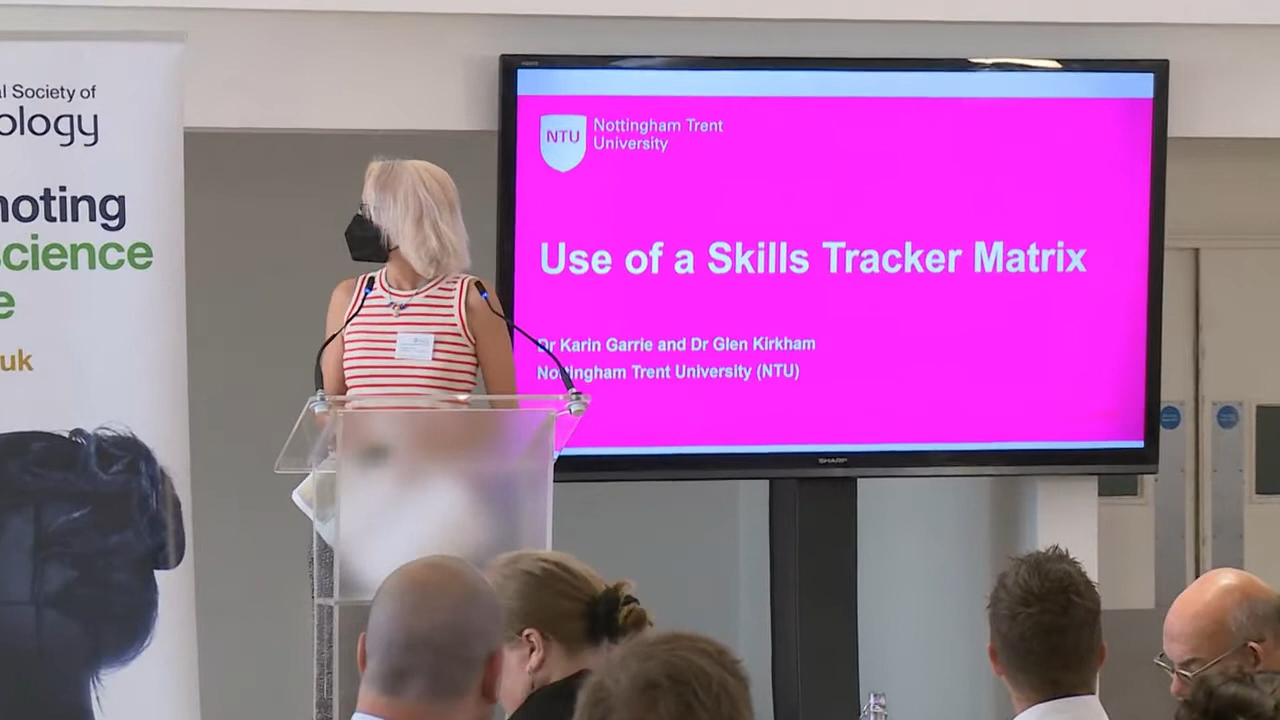 al Society of
ology
noting
science
e
uk
NTU
Nottingham Trent
University
Use of a Skills Tracker Matrix
Dr Karin Garrie and Dr Glen Kirkham
Nottingham Trent University (NTU)
SHARP